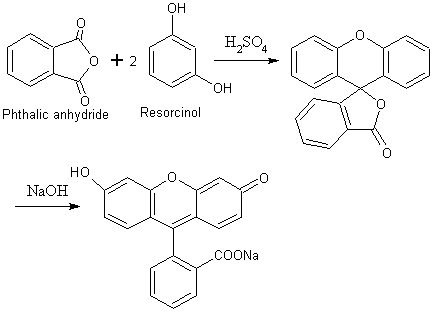 OH
O
O
O
+ 2
OH
H2SO4
O
O
O
Phthalic anhydride
Resorcinol
NaOH
HO
O
O
COONa